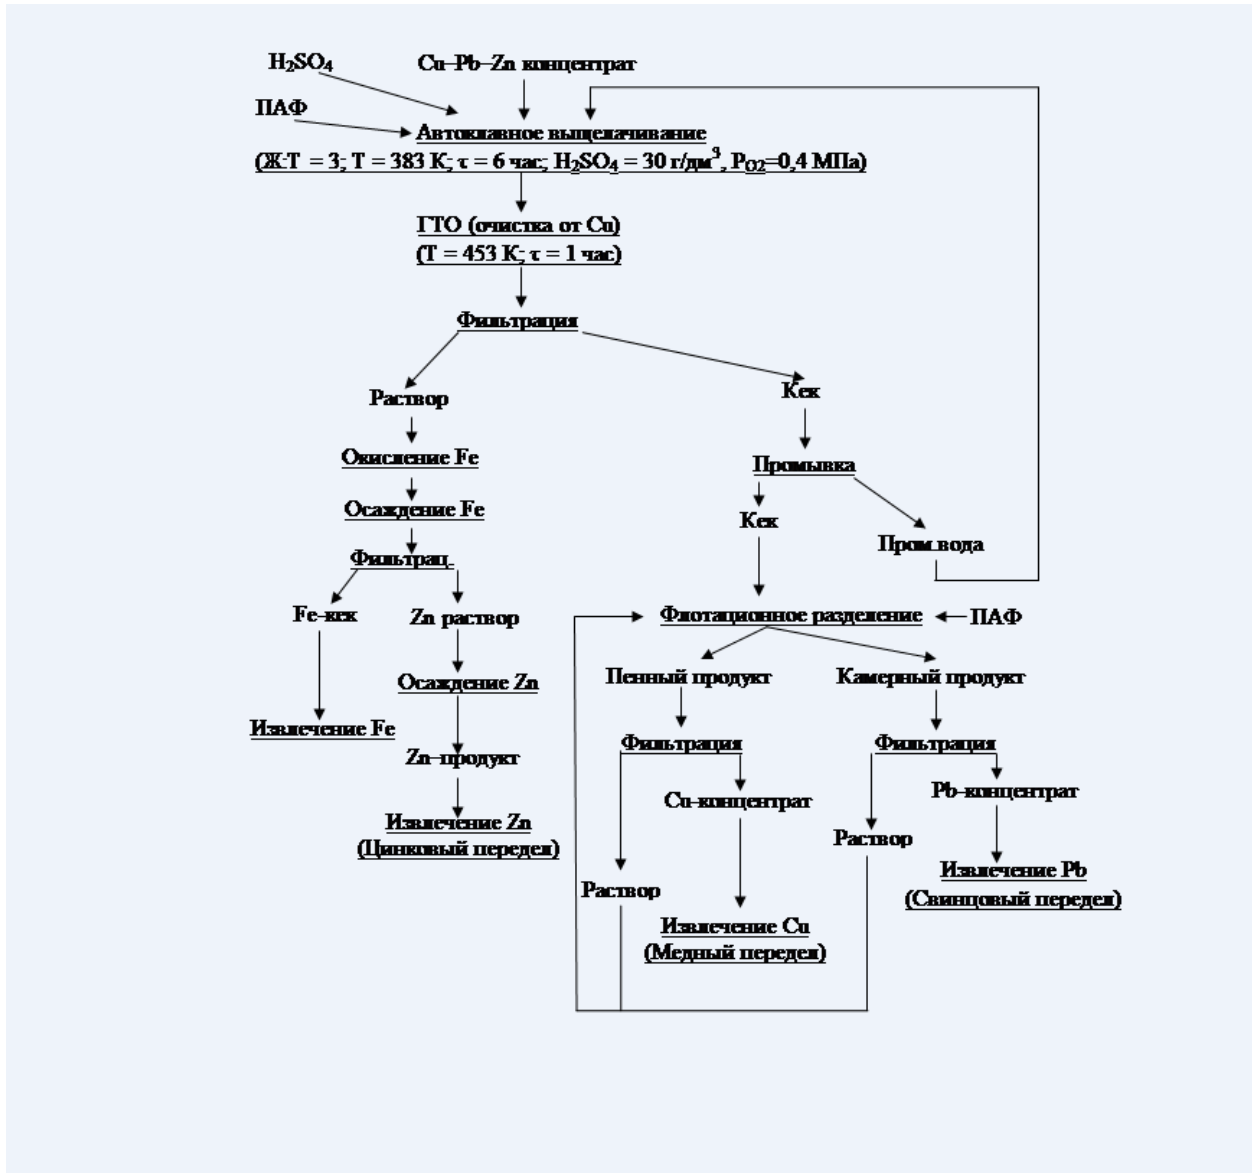 H₂SO₄
Cu–Pb–Zn концентрат
ПАФ
Автоклавное выщелачивание
(Ж:Т = 3; Т = 383 К; τ = 6 час; H₂SO₄ = 30 г/дм³, P_O2=0,4 МПа)
ГТО (очистка от Cu)
(Т = 453 К; τ = 1 час)
Фильтрация
Раствор
Кек
Окисление Fe
Промывка
Осаждение Fe
Кек
Пром.вода
Фильтрац.
Fe–кек
Zn раствор
Флотационное разделение
ПАФ
Осаждение Zn
Пенный продукт
Камерный продукт
Извлечение Fe
Фильтрация
Фильтрация
Zn–продукт
Cu-концентрат
Pb-концентрат
Извлечение Zn
(Цинковый передел)
Раствор
Извлечение Pb
(Свинцовый передел)
Раствор
Извлечение Cu
(Медный передел)